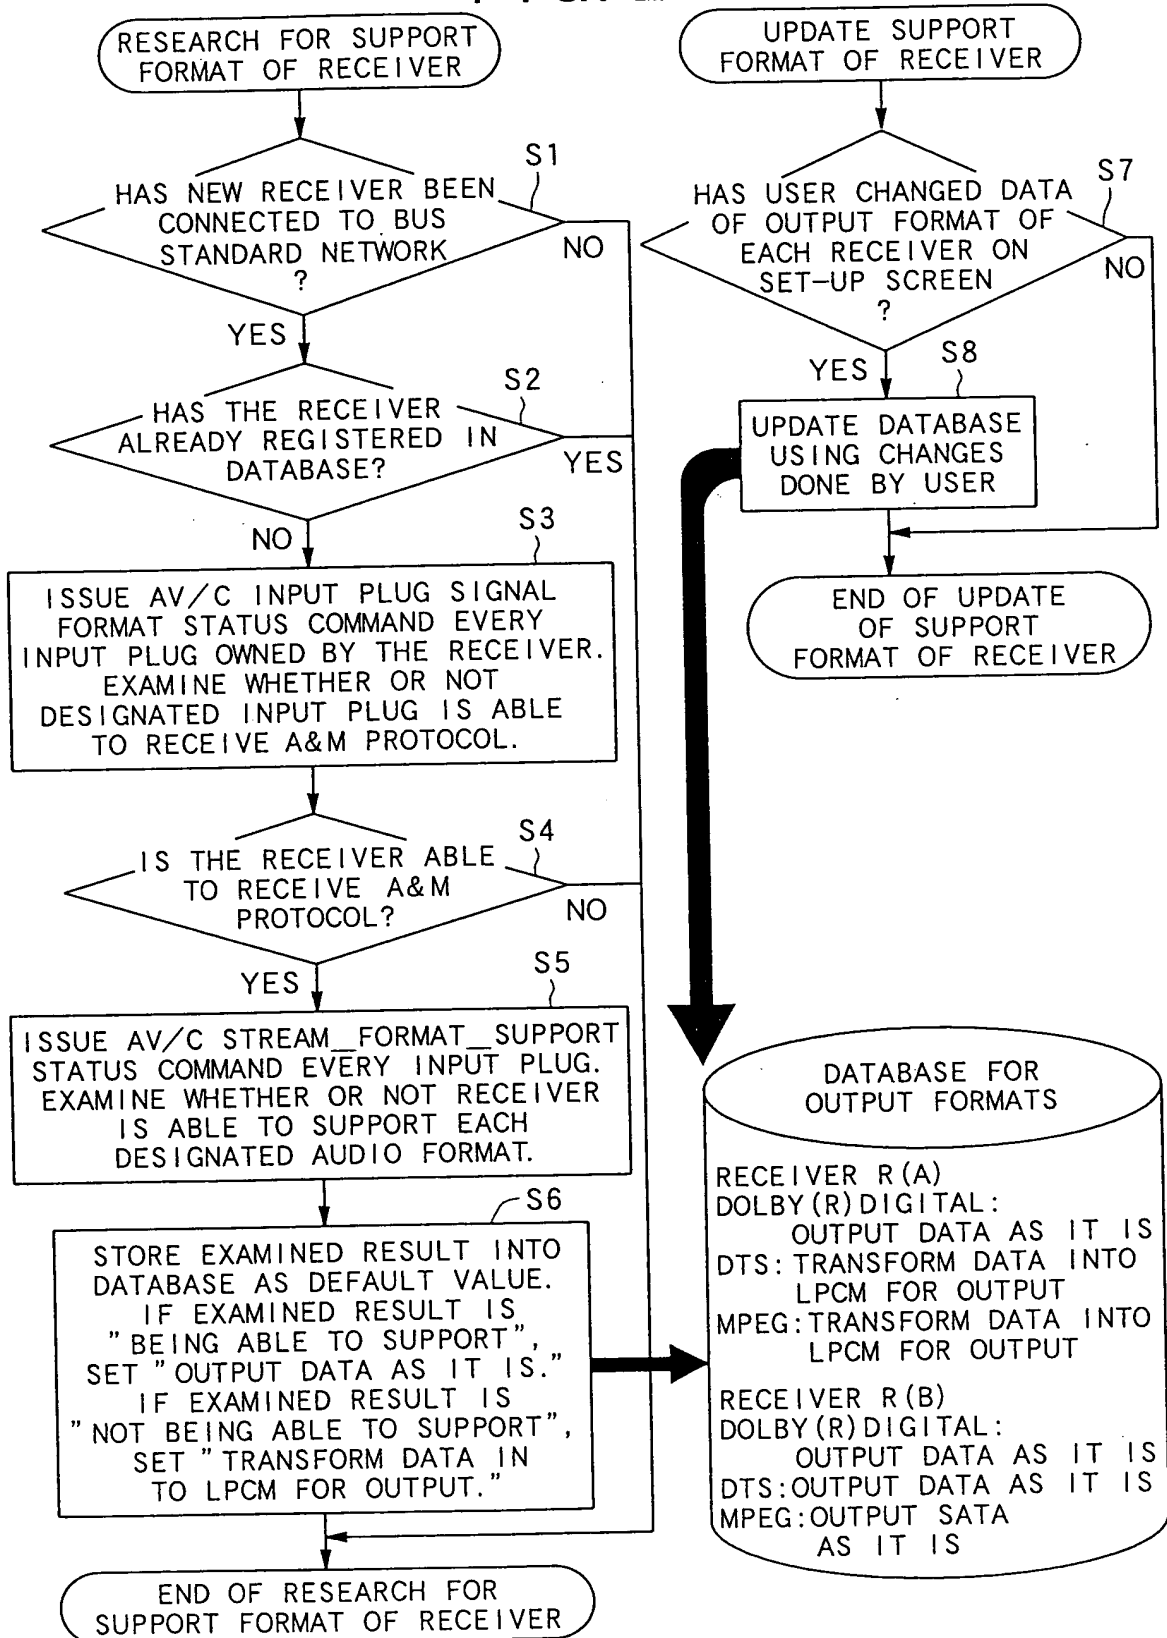 RESEARCH FOR SUPPORT
FORMAT OF RECEIVER
S1
HAS NEW RECEIVER BEEN
CONNECTED TO BUS
STANDARD NETWORK
?
NO
YES
S2
HAS THE RECEIVER
ALREADY REGISTERED IN
DATABASE?
YES
NO
S3
ISSUE AV/C INPUT PLUG SIGNAL
FORMAT STATUS COMMAND EVERY
INPUT PLUG OWNED BY THE RECEIVER.
EXAMINE WHETHER OR NOT
DESIGNATED INPUT PLUG IS ABLE
TO RECEIVE A&M PROTOCOL.
S4
IS THE RECEIVER ABLE
TO RECEIVE A&M
PROTOCOL?
NO
YES
S5
ISSUE AV/C STREAM_FORMAT_SUPPORT
STATUS COMMAND EVERY INPUT PLUG.
EXAMINE WHETHER OR NOT RECEIVER
IS ABLE TO SUPPORT EACH
DESIGNATED AUDIO FORMAT.
S6
STORE EXAMINED RESULT INTO
DATABASE AS DEFAULT VALUE.
IF EXAMINED RESULT IS
"BEING ABLE TO SUPPORT",
SET "OUTPUT DATA AS IT IS."
IF EXAMINED RESULT IS
"NOT BEING ABLE TO SUPPORT",
SET "TRANSFORM DATA IN
TO LPCM FOR OUTPUT."
END OF RESEARCH FOR
SUPPORT FORMAT OF RECEIVER
UPDATE SUPPORT
FORMAT OF RECEIVER
S7
HAS USER CHANGED DATA
OF OUTPUT FORMAT OF
EACH RECEIVER ON
SET-UP SCREEN
?
NO
YES
S8
UPDATE DATABASE
USING CHANGES
DONE BY USER
END OF UPDATE
OF SUPPORT
FORMAT OF RECEIVER
DATABASE FOR
OUTPUT FORMATS
RECEIVER R(A)
DOLBY(R)DIGITAL:
OUTPUT DATA AS IT IS
DTS: TRANSFORM DATA INTO
LPCM FOR OUTPUT
MPEG:TRANSFORM DATA INTO
LPCM FOR OUTPUT
RECEIVER R(B)
DOLBY(R)DIGITAL:
OUTPUT DATA AS IT IS
DTS:OUTPUT DATA AS IT IS
MPEG:OUTPUT SATA
AS IT IS